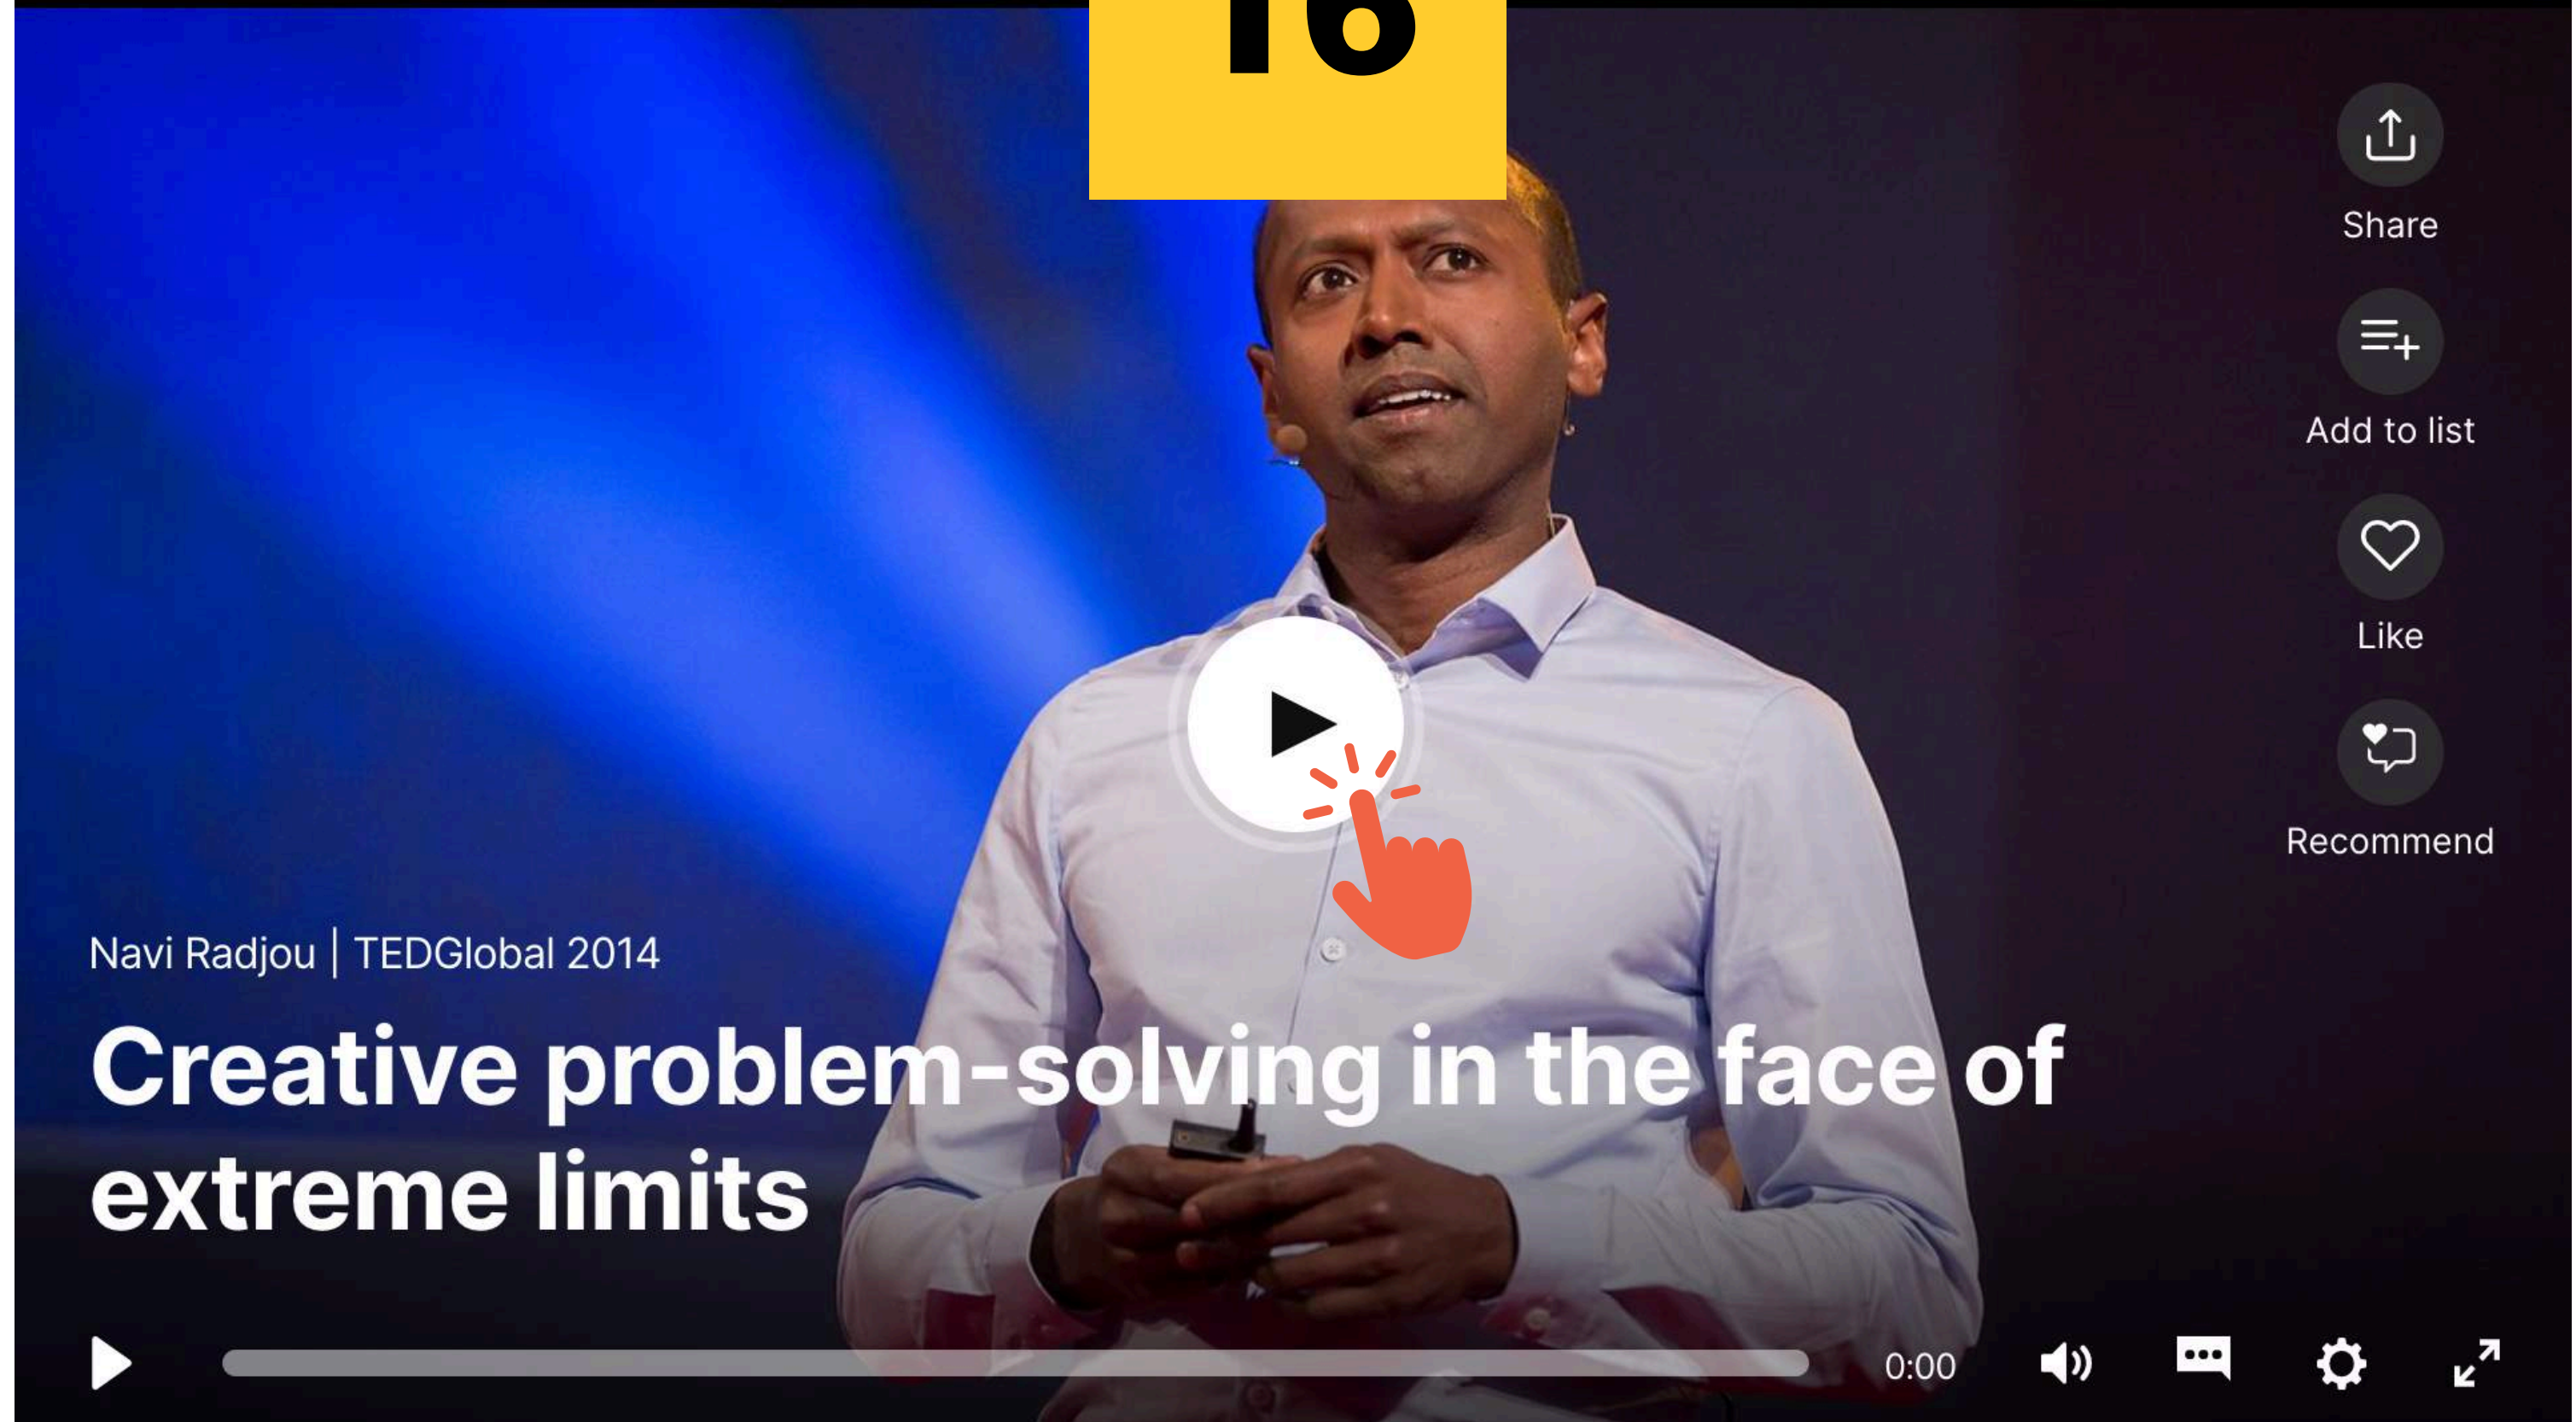 16
Share
Add to list
Like
Recommend
Navi Radjou | TEDGlobal 2014
Creative problem-solving in the face of
extreme limits
0:00